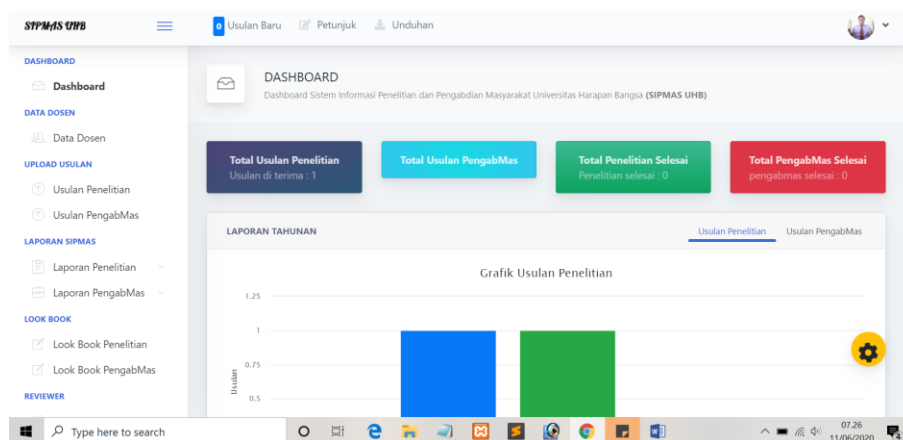 SIPMAS UHB
0 Usulan Baru Petunjuk Unduhan
DASHBOARD
Dashboard
DATA DOSEN
Data Dosen
UPLOAD USULAN
Usulan Penelitian
Usulan PengabMas
LAPORAN SIPMAS
Laporan Penelitian
Laporan PengabMas
LOOK BOOK
Look Book Penelitian
Look Book PengabMas
REVIEWER
DASHBOARD
Dashboard Sistem Informasi Penelitian dan Pengabdian Masyarakat Universitas Harapan Bangsa (SIPMAS UHB)
Total Usulan Penelitian
Usulan di terima : 1
Total Usulan PengabMas
Total Penelitian Selesai
Penelitian selesai : 0
Total PengabMas Selesai
pengabmas selesai : 0
LAPORAN TAHUNAN
Usulan Penelitian Usulan PengabMas
Grafik Usulan Penelitian
1.25
1
0.75
0.5
Usulan
Type here to search
07.26
11/06/2020